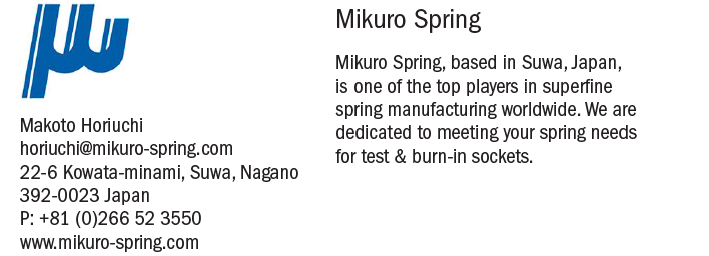 Makoto Horiuchi
horiuchi@mikuro-spring.com
22-6 Kowata-minami, Suwa, Nagano
392-0023 Japan
P: +81 (0)266 52 3550
www.mikuro-spring.com
Mikuro Spring
Mikuro Spring, based in Suwa, Japan,
is one of the top players in superfine
spring manufacturing worldwide. We are
dedicated to meeting your spring needs
for test & burn-in sockets.